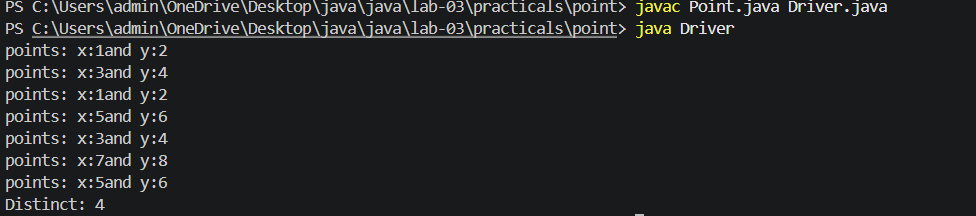 PS C:\Users\admin\OneDrive\Desktop\java\java\lab-03\practicals\point> javac Point.java Driver.java
PS C:\Users\admin\OneDrive\Desktop\java\java\lab-03\practicals\point> java Driver
points: x:1and y:2
points: x:3and y:4
points: x:1and y:2
points: x:5and y:6
points: x:3and y:4
points: x:7and y:8
points: x:5and y:6
Distinct: 4